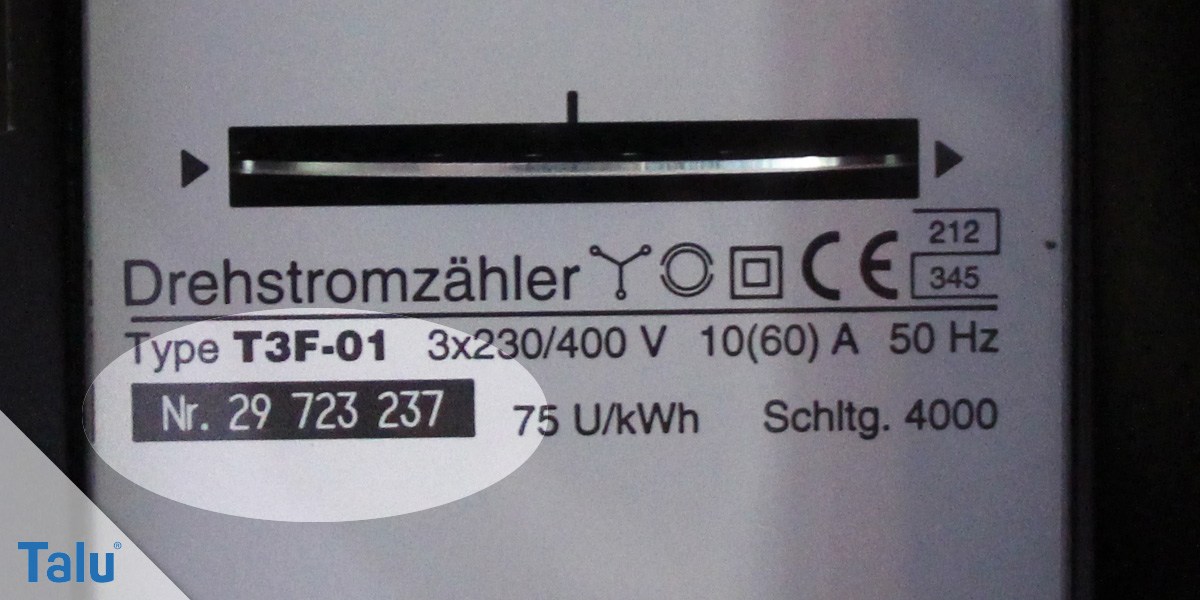 Drehstromzähler CE 212
345
Type T3F-01 3x230/400 V 10(60) A 50 Hz
Nr. 29 723 237 75 U/kWh Schltg. 4000
Talu®